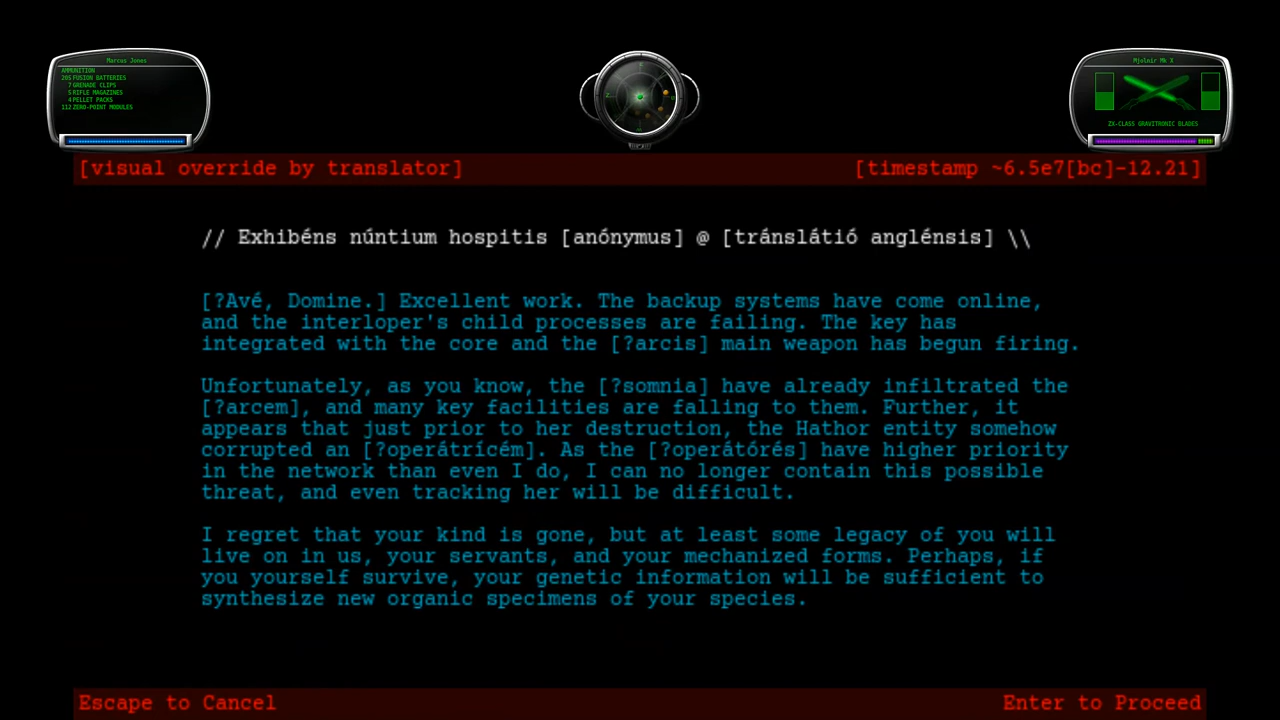 Marcus Jones
AMMUNITION
206 FUSION BATTERIES
7 GRENADE CLIPS
5 RIFLE MAGAZINES
4 PELLET PACKS
112 ZERO-POINT MODULES
Mjolnir Mk X
ZX-CLASS GRAVITRONIC BLADES
[visual override by translator]
[timestamp ~6.5e7[bc]-12.21]
// Exhibéns núntium hospitis [anónymus] @ [tránslátió anglénsis] \\
[?Avé, Domine.] Excellent work. The backup systems have come online,
and the interloper's child processes are failing. The key has
integrated with the core and the [?arcis] main weapon has begun firing.
Unfortunately, as you know, the [?somnia] have already infiltrated the
[?arcem], and many key facilities are falling to them. Further, it
appears that just prior to her destruction, the Hathor entity somehow
corrupted an [?operátrícém]. As the [?operátórés] have higher priority
in the network than even I do, I can no longer contain this possible
threat, and even tracking her will be difficult.
I regret that your kind is gone, but at least some legacy of you will
live on in us, your servants, and your mechanized forms. Perhaps, if
you yourself survive, your genetic information will be sufficient to
synthesize new organic specimens of your species.
Escape to Cancel
Enter to Proceed